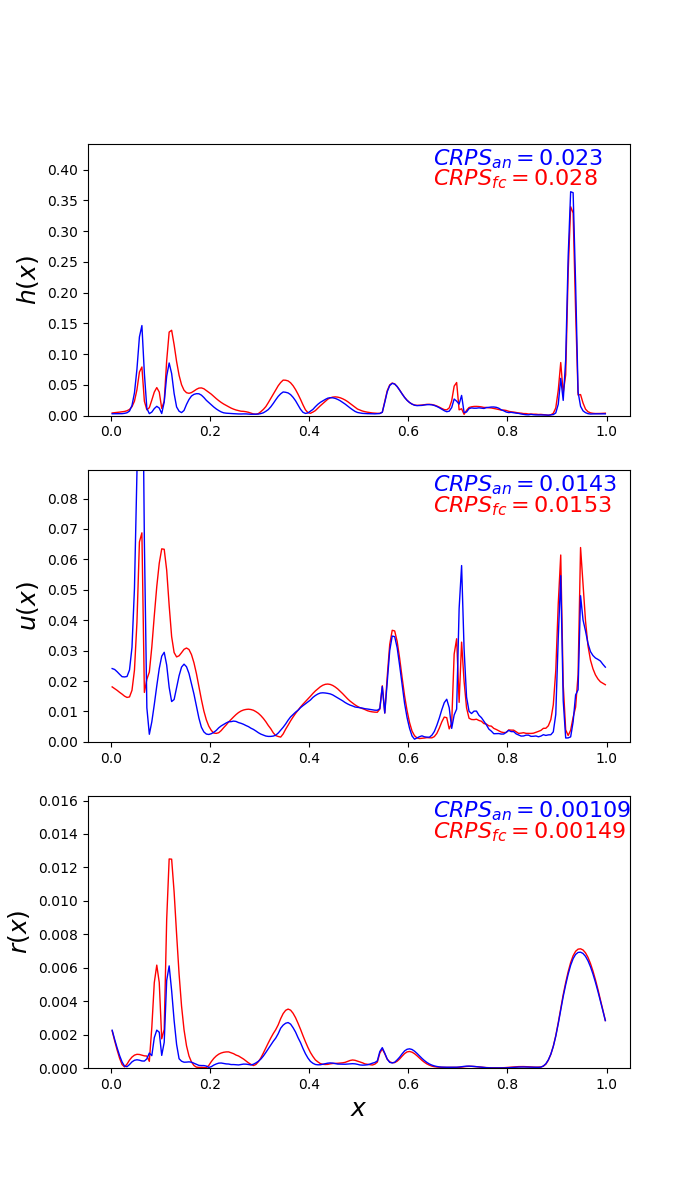 CRPS_an = 0.023
CRPS_fc = 0.028
0.40
0.35
0.30
0.25
0.20
0.15
0.10
0.05
0.00
h(x)
0.0 0.2 0.4 0.6 0.8 1.0
CRPS_an = 0.0143
CRPS_fc = 0.0153
0.08
0.07
0.06
0.05
0.04
0.03
0.02
0.01
0.00
u(x)
0.0 0.2 0.4 0.6 0.8 1.0
CRPS_an = 0.00109
CRPS_fc = 0.00149
0.016
0.014
0.012
0.010
0.008
0.006
0.004
0.002
0.000
r(x)
0.0 0.2 0.4 0.6 0.8 1.0
x